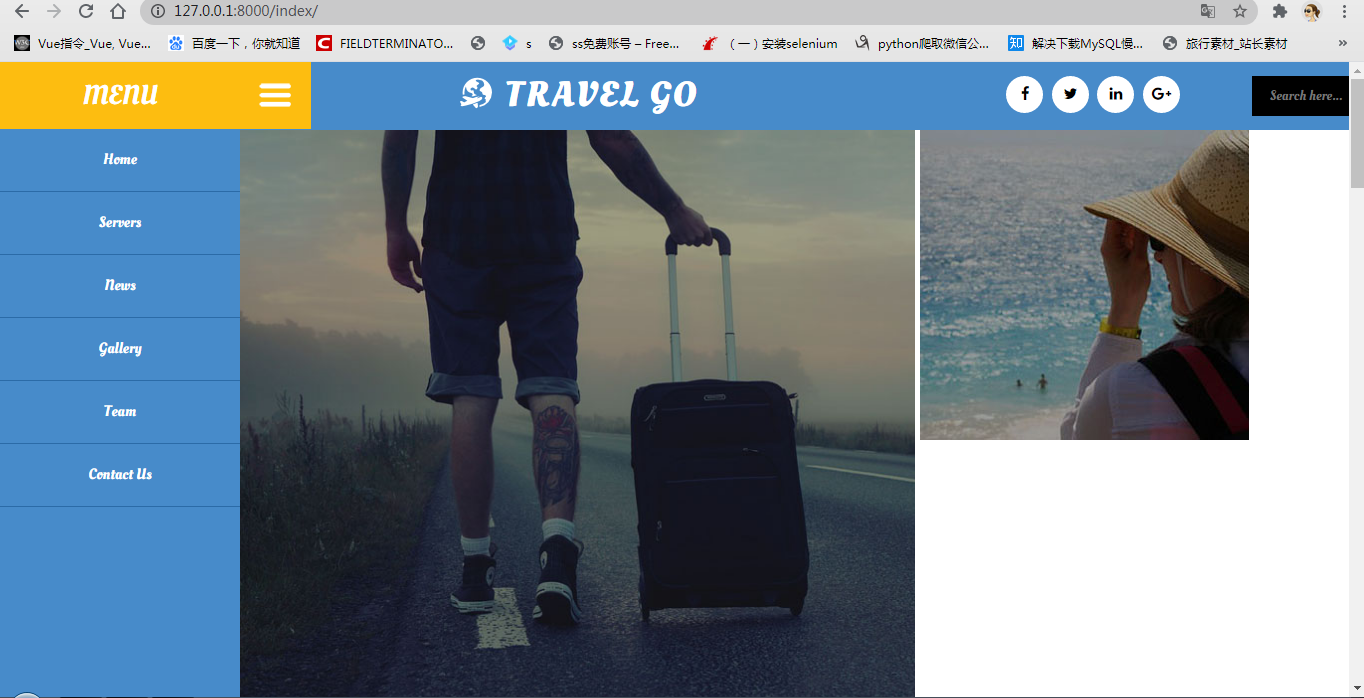 127.0.0.1:8000/index/
Vue指令_Vue, Vue...
百度一下，你就知道
FIELDTERMINATO...
s
ss免费账号 – Free...
（一）安装selenium
python爬取微信公...
解决下载MySQL慢...
旅行素材_站长素材
»
MENU
TRAVEL GO
f
in
G+
Search here...
Home
Servers
News
Gallery
Team
Contact Us